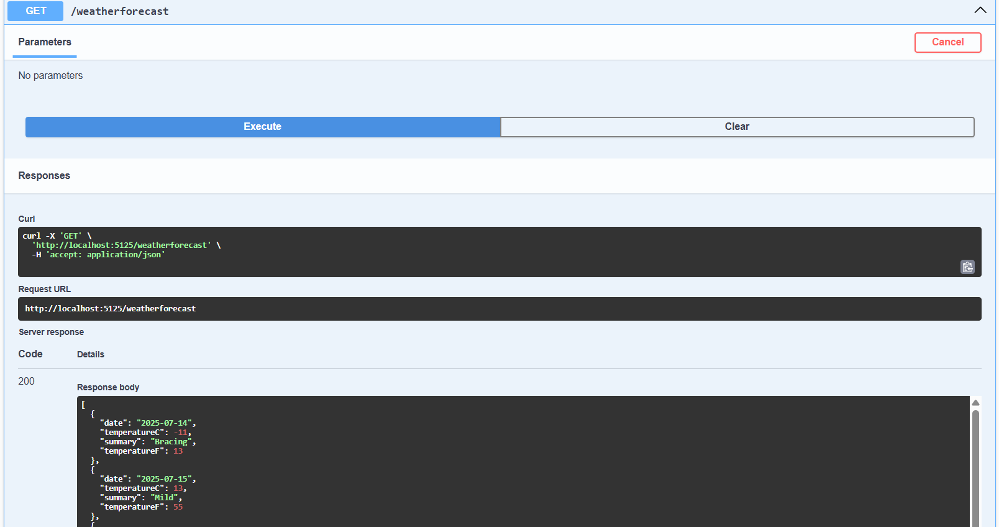 GET /weatherforecast
Parameters
Cancel
No parameters
Execute
Clear
Responses
Curl
curl -X 'GET' \
  'http://localhost:5125/weatherforecast' \
  -H 'accept: application/json'
Request URL
http://localhost:5125/weatherforecast
Server response
Code Details
200
Response body
[
  {
    "date": "2025-07-14",
    "temperatureC": -11,
    "summary": "Bracing",
    "temperatureF": 13
  },
  {
    "date": "2025-07-15",
    "temperatureC": 13,
    "summary": "Mild",
    "temperatureF": 55
  },
  {